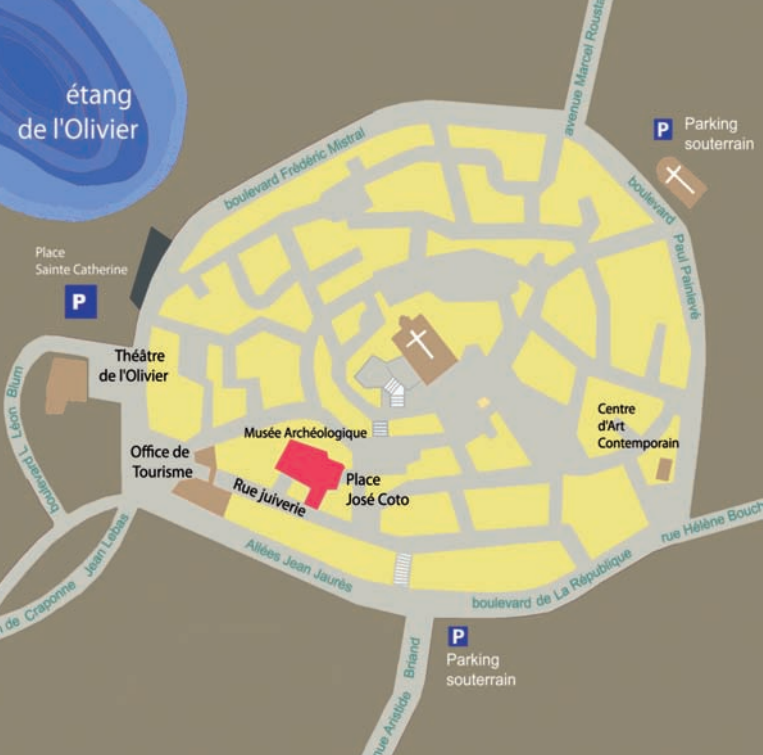 étang
de l'Olivier
boulevard Frédéric Mistral
avenue Marcel Rousta
P
Parking
souterrain
boulevard Paul Painlevé
Place
Sainte Catherine
P
Théâtre
de l'Olivier
boulevard L Léon Blum
Musée Archéologique
Office de
Tourisme
Rue juiverie
Place
José Coto
Centre
d'Art
Contemporain
Allées Jean Jaurès
boulevard de La République
rue Hélène Bouch
Jean Lebas
de Craponne
P
Parking
souterrain
Aristide Briand